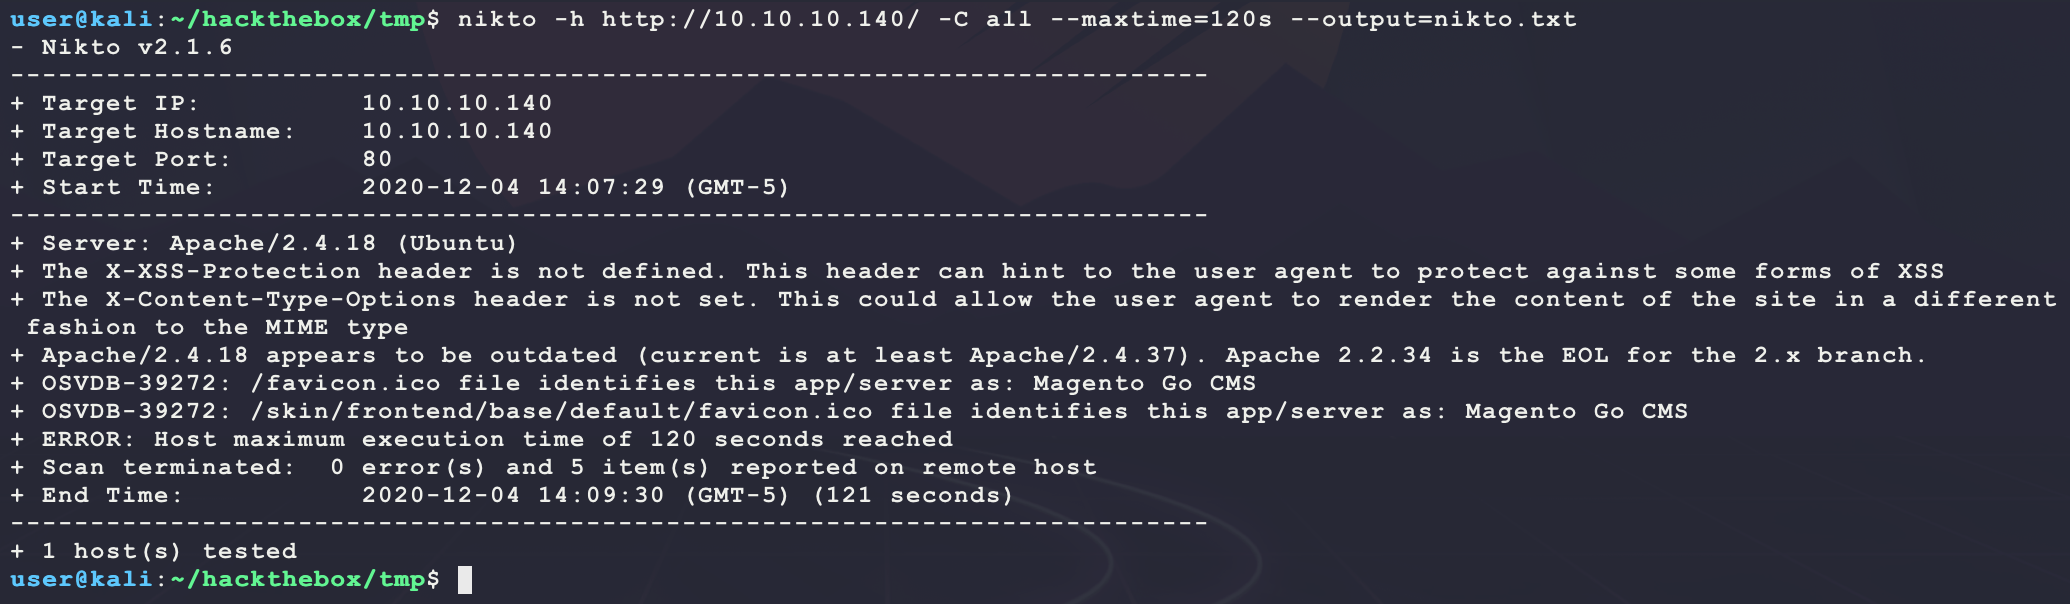 user@kali:~/hackthebox/tmp$ nikto -h http://10.10.10.140/ -C all --maxtime=120s --output=nikto.txt
- Nikto v2.1.6
---------------------------------------------------------------------------
+ Target IP:          10.10.10.140
+ Target Hostname:    10.10.10.140
+ Target Port:        80
+ Start Time:         2020-12-04 14:07:29 (GMT-5)
---------------------------------------------------------------------------
+ Server: Apache/2.4.18 (Ubuntu)
+ The X-XSS-Protection header is not defined. This header can hint to the user agent to protect against some forms of XSS
+ The X-Content-Type-Options header is not set. This could allow the user agent to render the content of the site in a different
 fashion to the MIME type
+ Apache/2.4.18 appears to be outdated (current is at least Apache/2.4.37). Apache 2.2.34 is the EOL for the 2.x branch.
+ OSVDB-39272: /favicon.ico file identifies this app/server as: Magento Go CMS
+ OSVDB-39272: /skin/frontend/base/default/favicon.ico file identifies this app/server as: Magento Go CMS
+ ERROR: Host maximum execution time of 120 seconds reached
+ Scan terminated:  0 error(s) and 5 item(s) reported on remote host
+ End Time:           2020-12-04 14:09:30 (GMT-5) (121 seconds)
---------------------------------------------------------------------------
+ 1 host(s) tested
user@kali:~/hackthebox/tmp$